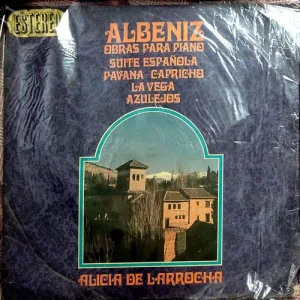 ESTEREO
ALBENIZ
OBRAS PARA PIANO
SUITE ESPAÑOLA
PAVANA - CAPRICHO
LA VEGA
AZULEJOS
ALICIA DE LARROCHA